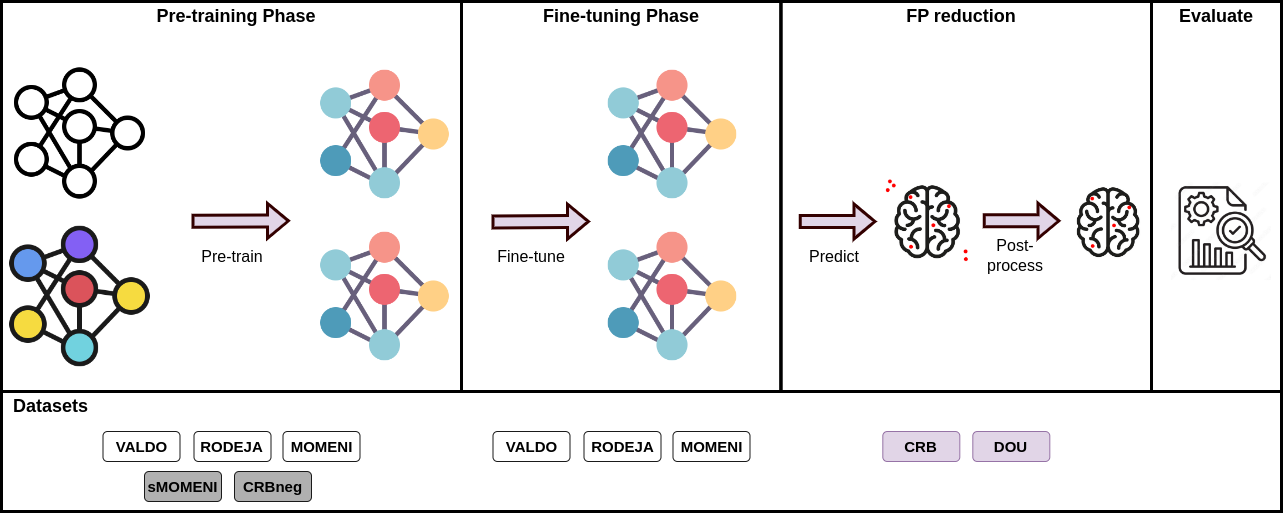 Pre-training Phase
Fine-tuning Phase
FP reduction
Evaluate
Pre-train
Fine-tune
Predict
Post-
process
Datasets
VALDO
RODEJA
MOMENI
sMOMENI
CRBneg
VALDO
RODEJA
MOMENI
CRB
DOU